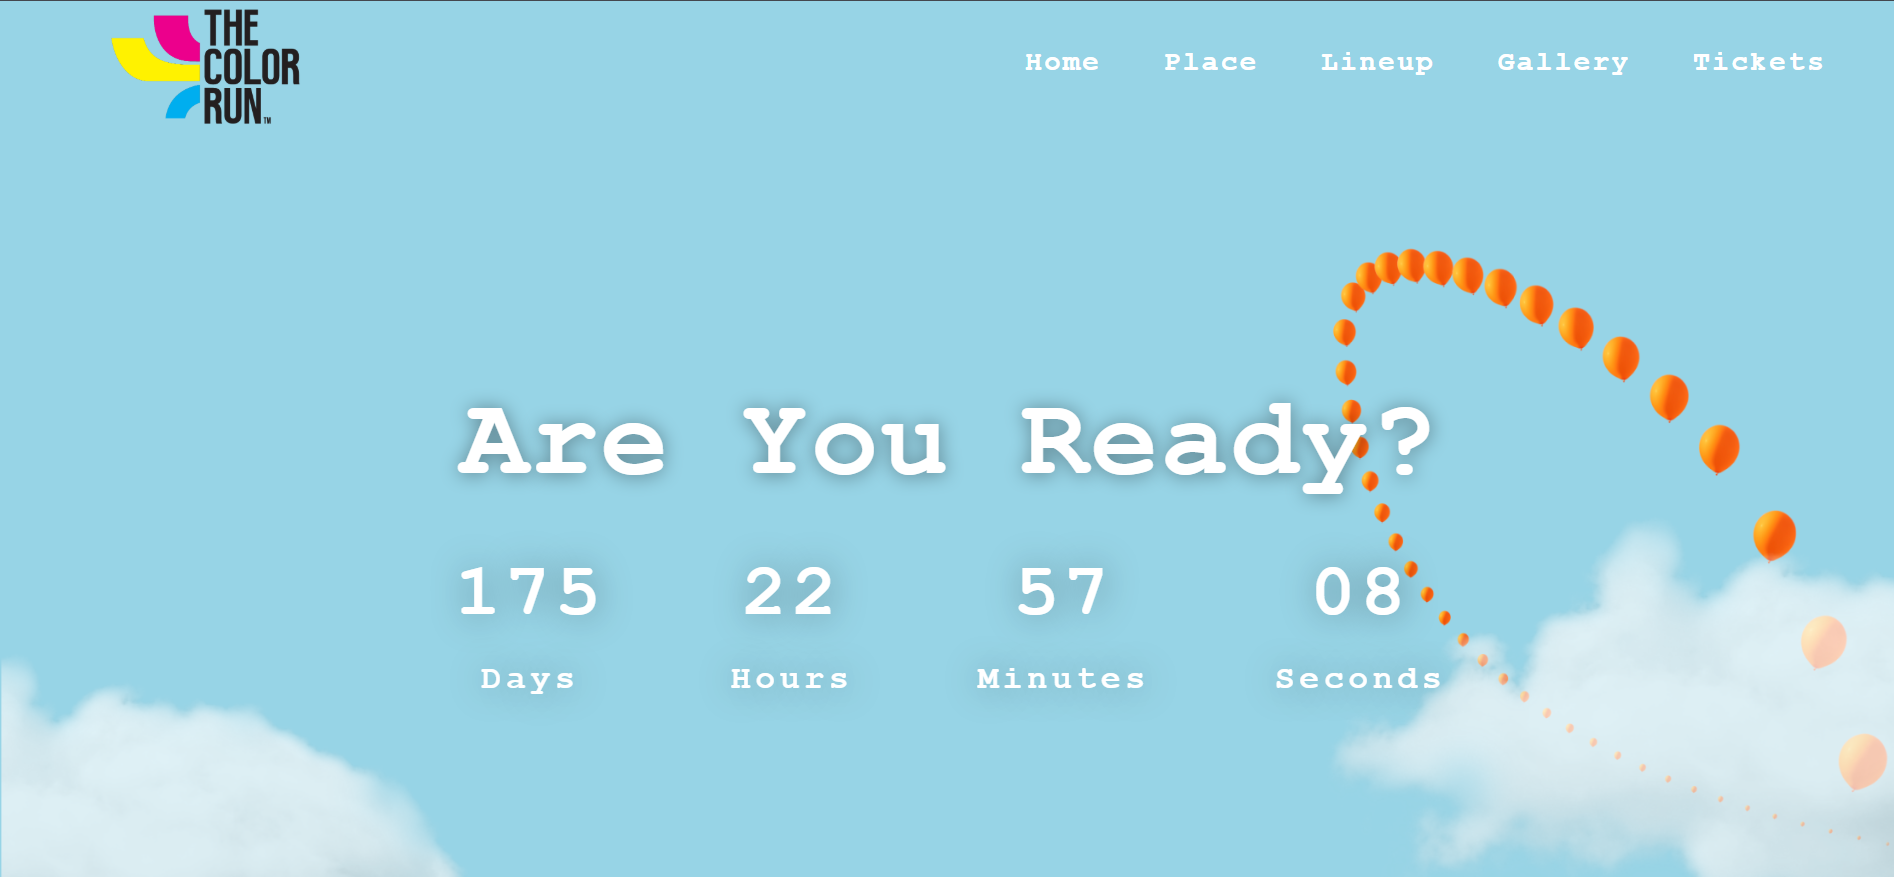 THE
COLOR
RUN™
Home Place Lineup Gallery Tickets
Are You Ready?
175 22 57 08
Days Hours Minutes Seconds